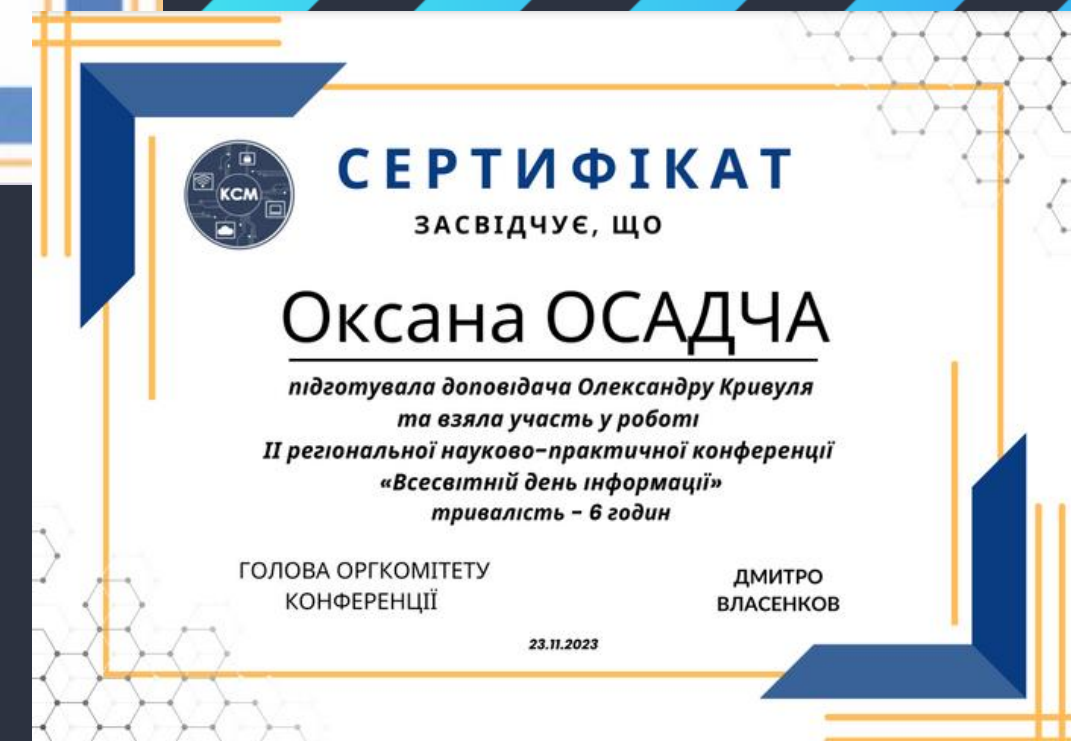 СЕРТИФІКАТ
КСМ
ЗАСВІДЧУЄ, ЩО
Оксана ОСАДЧА
підготувала доповідача Олександру Кривуля
та взяла участь у роботі
ІІ регіональної науково-практичної конференції
«Всесвітній день інформації»
тривалість - 6 годин
ГОЛОВА ОРГКОМІТЕТУ
КОНФЕРЕНЦІЇ
ДМИТРО
ВЛАСЕНКОВ
23.11.2023